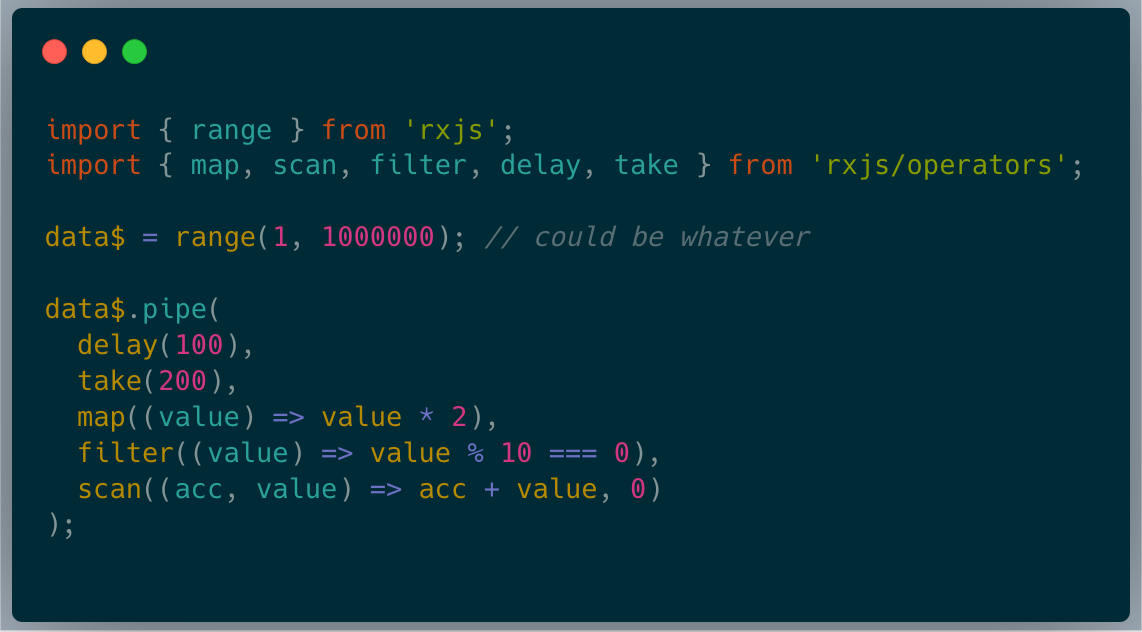 import { range } from 'rxjs';
import { map, scan, filter, delay, take } from 'rxjs/operators';
data$ = range(1, 1000000); // could be whatever
data$.pipe(
  delay(100),
  take(200),
  map((value) => value * 2),
  filter((value) => value % 10 === 0),
  scan((acc, value) => acc + value, 0)
);